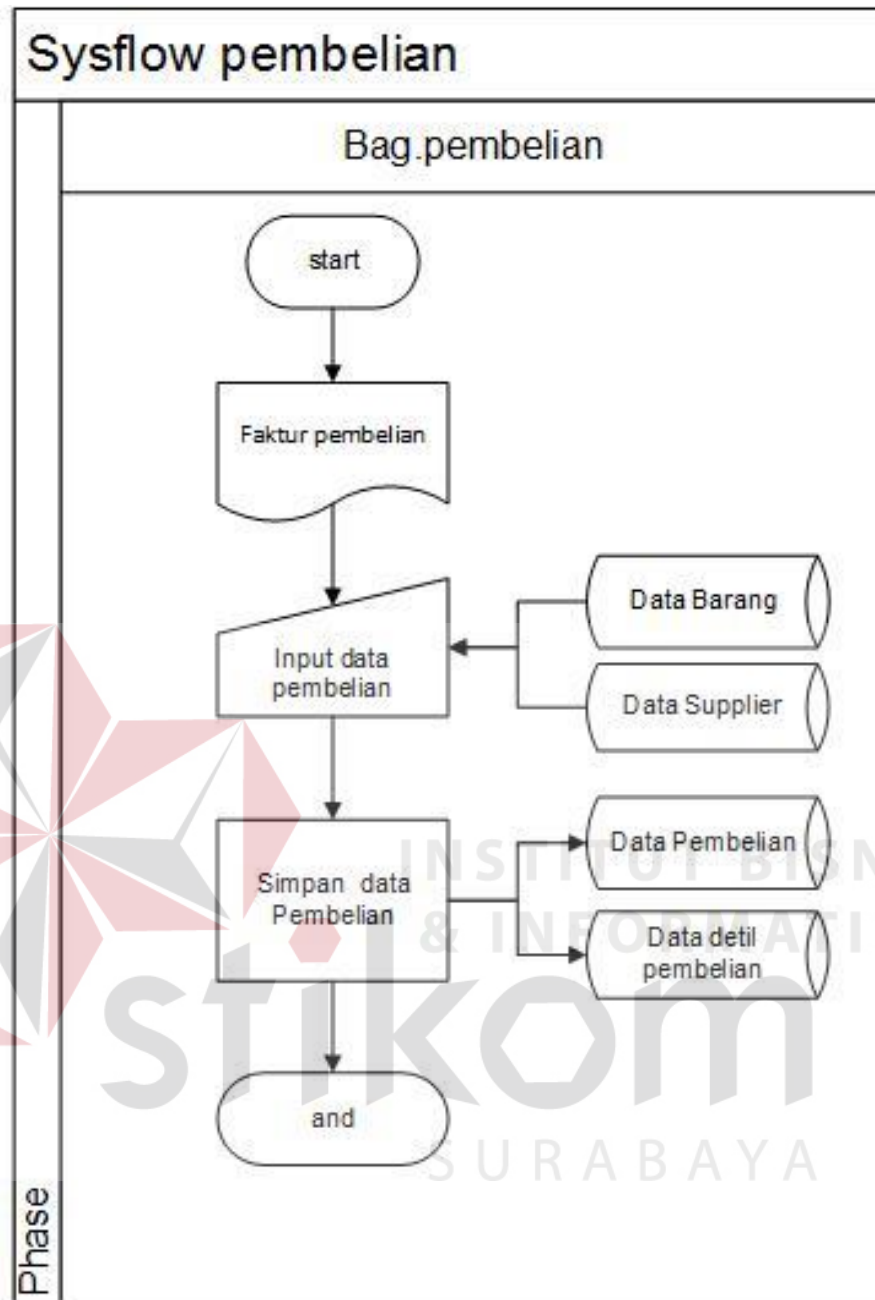 Sysflow pembelian
Bag.pembelian
start
Faktur pembelian
Input data
pembelian
Data Barang
Data Supplier
Simpan data
Pembelian
Data Pembelian
Data detil
pembelian
and
Phase
INSTITUT BISN
& INFORMATI
stikom
SURABAYA